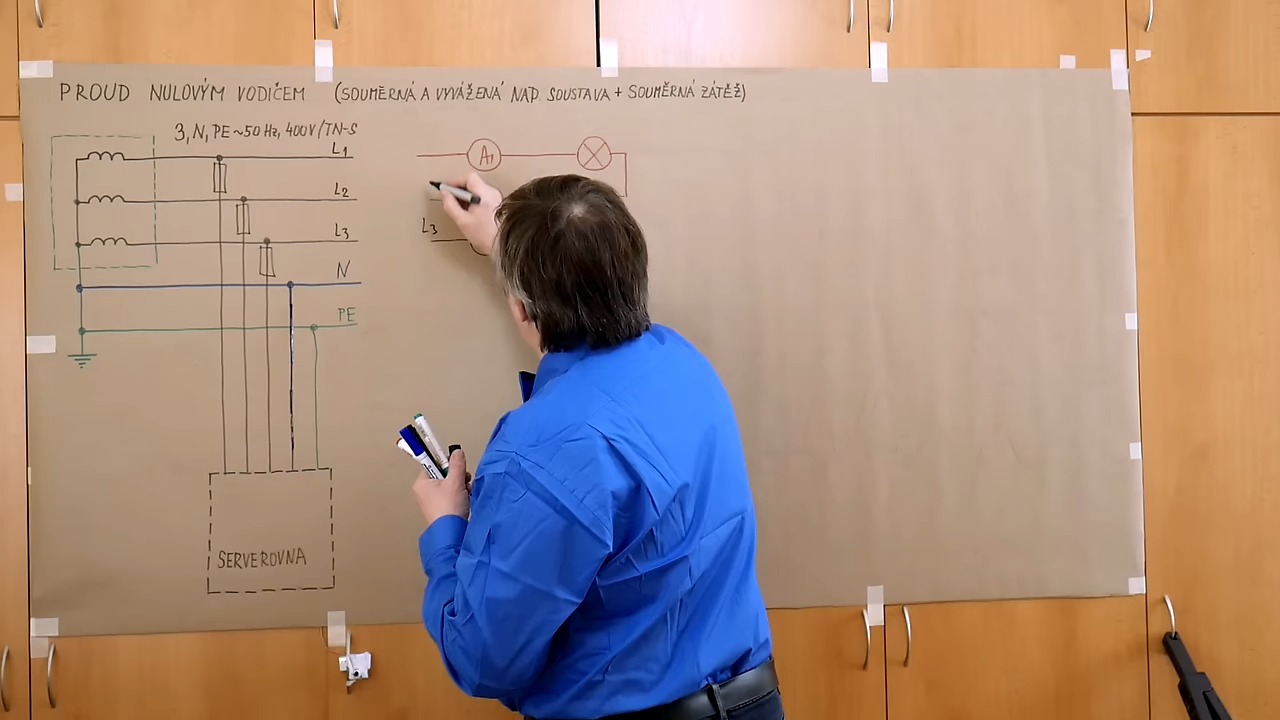 PROUD NULOVÝM VODIČEM (SOUMĚRNÁ A VYVÁŽENÁ NAP. SOUSTAVA + SOUMĚRNÁ ZÁTĚŽ)
3, N, PE ~ 50 Hz, 400V/TN-S
L1
L2
L3
N
PE
SERVEROVNA
A1
L3